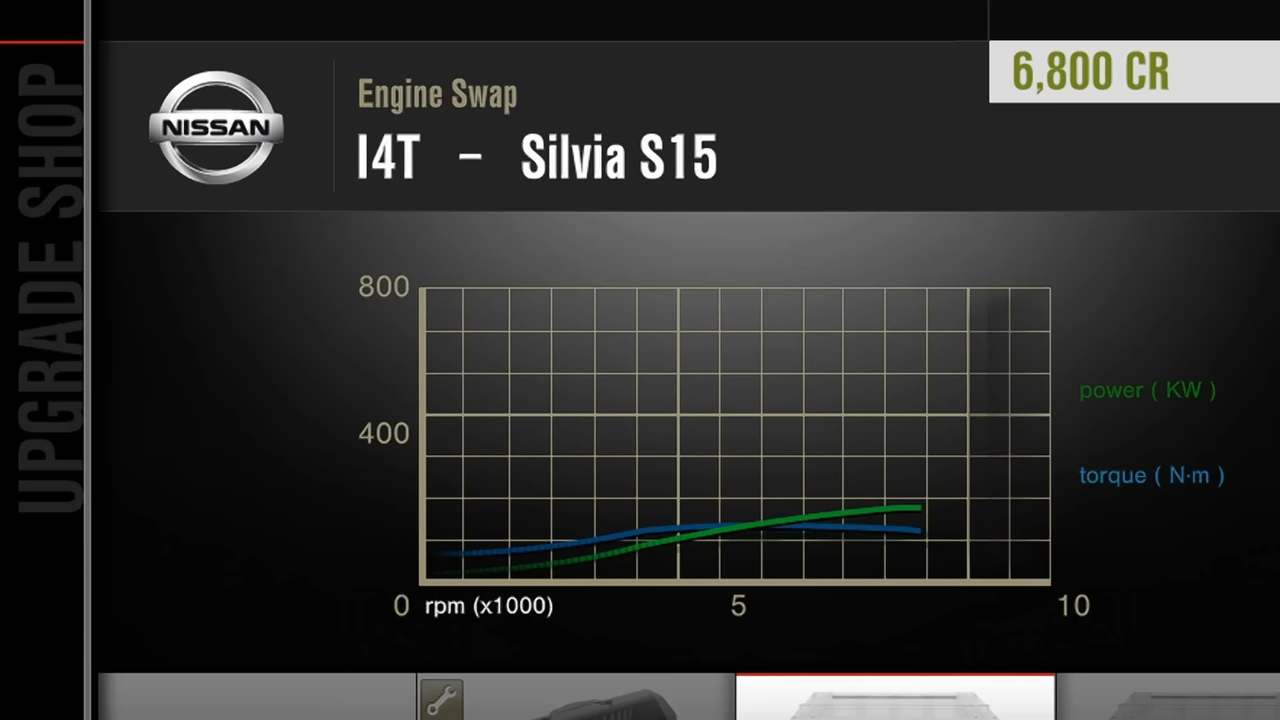 UPGRADE SHOP
6,800 CR
NISSAN
Engine Swap
I4T – Silvia S15
800
400
power ( KW )
torque ( N·m )
0 rpm (x1000) 5 10